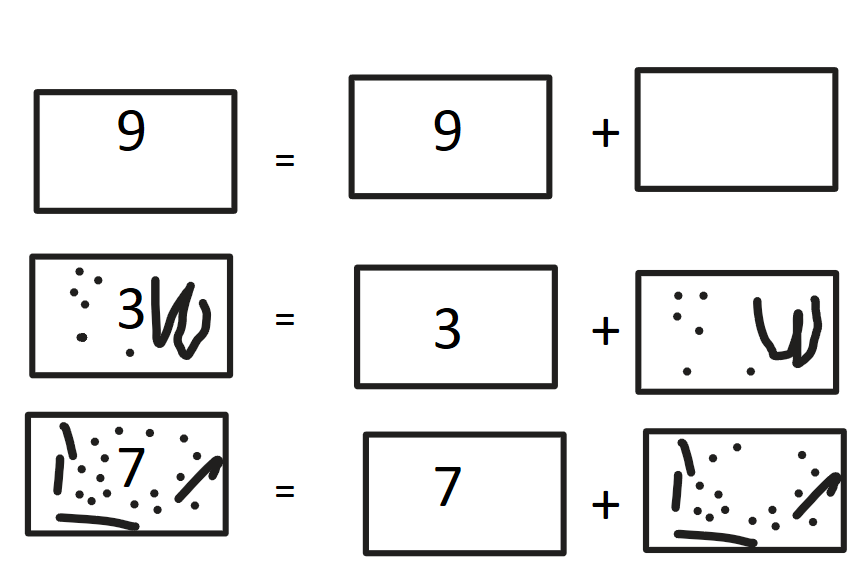 9 = 9 +
3 = 3 +
7 = 7 +